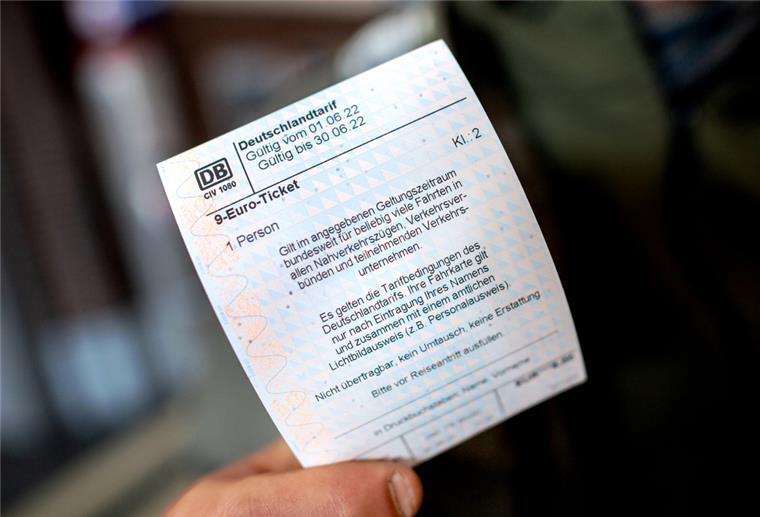 Deutschlandtarif
Gültig vom 01.06.22
Gültig bis 30.06.22
DB
CIV 1080
Kl.: 2
9-Euro-Ticket
1 Person
Gilt im angegebenen Geltungszeitraum
bundesweit für beliebig viele Fahrten in
allen Nahverkehrszügen, Verkehrsver-
bünden und teilnehmenden Verkehrs-
unternehmen.
Es gelten die Tarifbedingungen des
Deutschlandtarifs. Ihre Fahrkarte gilt
nur nach Eintragung Ihres Namens
und zusammen mit einem amtlichen
Lichtbildausweis (z.B. Personalausweis).
Nicht übertragbar, kein Umtausch, keine Erstattung
Bitte vor Reiseantritt ausfüllen.
in Druckbuchstaben: Name, Vorname